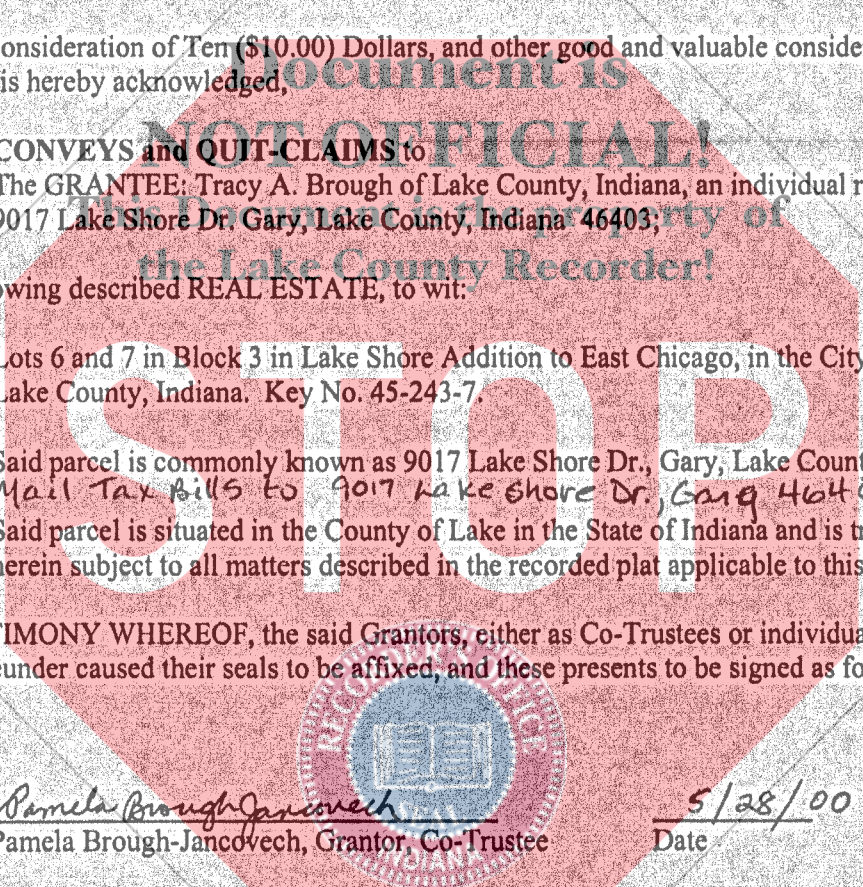 onsideration of Ten ($10.00) Dollars, and other good and valuable conside
is hereby acknowledged,
Document is
CONVEYS and QUIT-CLAIMS to
NOT OFFICIAL!
The GRANTEE: Tracy A. Brough of Lake County, Indiana, an individual r
9017 Lake Shore Dr. Gary, Lake County, Indiana 46403;
This Document is the property of
the Lake County Recorder!
owing described REAL ESTATE, to wit:
Lots 6 and 7 in Block 3 in Lake Shore Addition to East Chicago, in the City
Lake County, Indiana. Key No. 45-243-7.
STOP
Said parcel is commonly known as 9017 Lake Shore Dr., Gary, Lake Count
Mail Tax Bills to 9017 Lake Shore Dr., Gary 464
Said parcel is situated in the County of Lake in the State of Indiana and is t
herein subject to all matters described in the recorded plat applicable to this
TIMONY WHEREOF, the said Grantors, either as Co-Trustees or individua
eunder caused their seals to be affixed, and these presents to be signed as fo
RECORDER'S OFFICE
SEAL
INDIANA
Pamela Brough Jancovech 5/28/00
Pamela Brough-Jancovech, Grantor, Co-Trustee Date